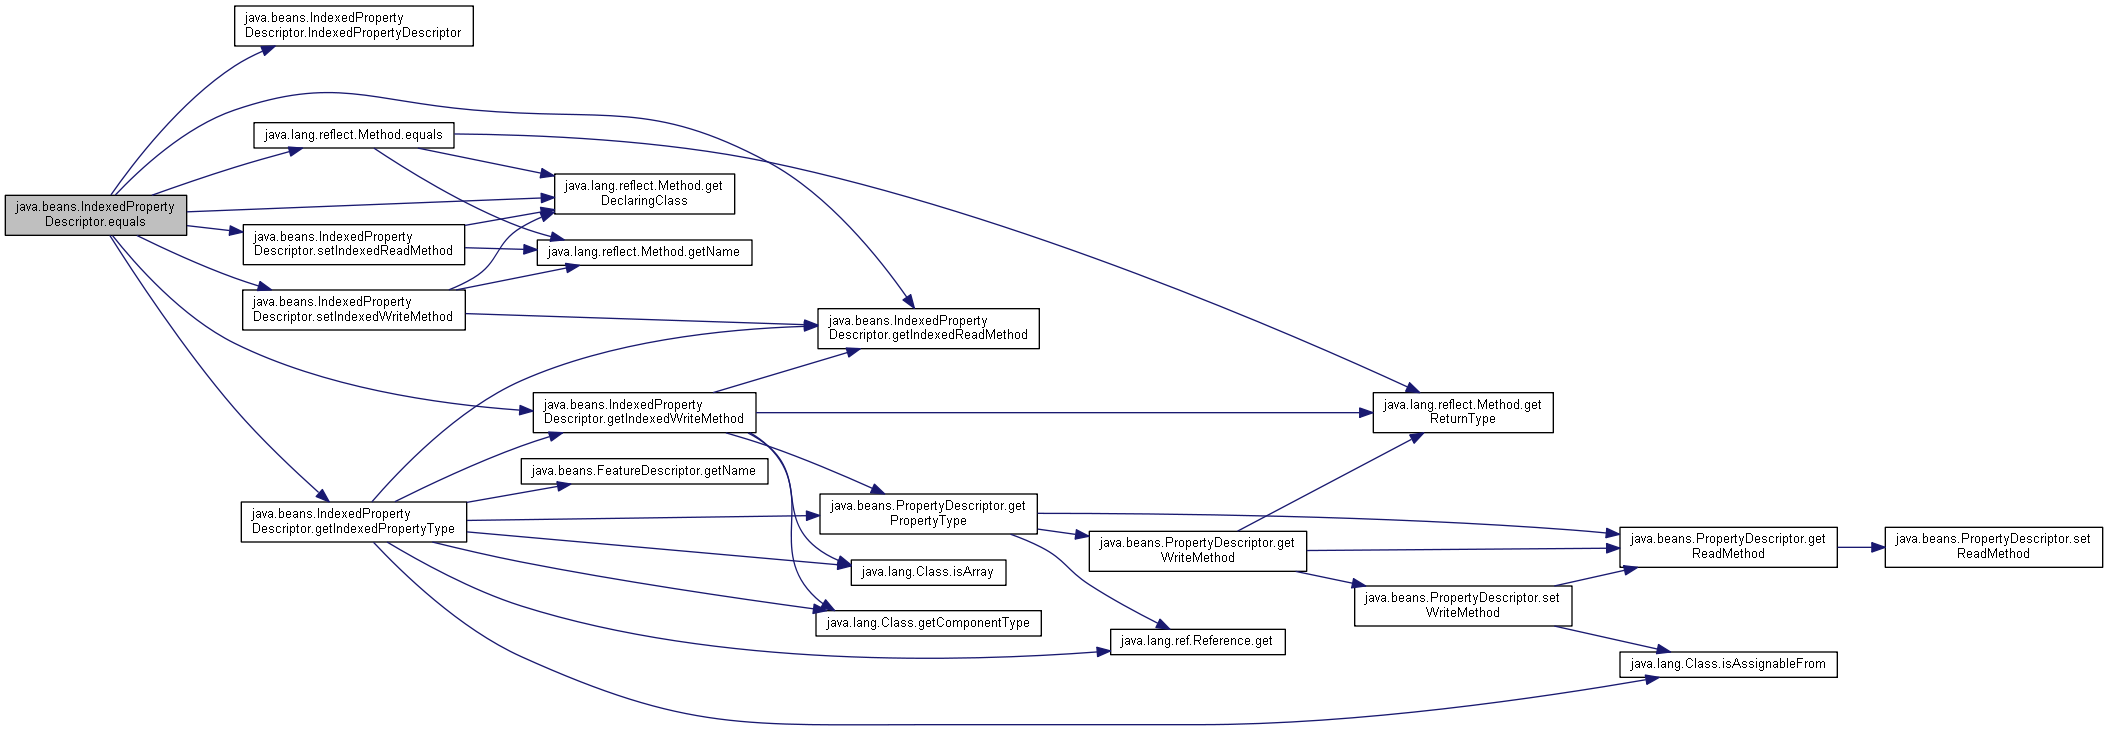 java.beans.IndexedProperty
Descriptor.IndexedPropertyDescriptor
java.lang.reflect.Method.equals
java.lang.reflect.Method.get
DeclaringClass
java.beans.IndexedProperty
Descriptor.equals
java.beans.IndexedProperty
Descriptor.setIndexedReadMethod
java.lang.reflect.Method.getName
java.beans.IndexedProperty
Descriptor.setIndexedWriteMethod
java.beans.IndexedProperty
Descriptor.getIndexedReadMethod
java.beans.IndexedProperty
Descriptor.getIndexedWriteMethod
java.lang.reflect.Method.get
ReturnType
java.beans.FeatureDescriptor.getName
java.beans.IndexedProperty
Descriptor.getIndexedPropertyType
java.beans.PropertyDescriptor.get
PropertyType
java.beans.PropertyDescriptor.get
WriteMethod
java.beans.PropertyDescriptor.get
ReadMethod
java.beans.PropertyDescriptor.set
ReadMethod
java.lang.Class.isArray
java.beans.PropertyDescriptor.set
WriteMethod
java.lang.Class.getComponentType
java.lang.ref.Reference.get
java.lang.Class.isAssignableFrom